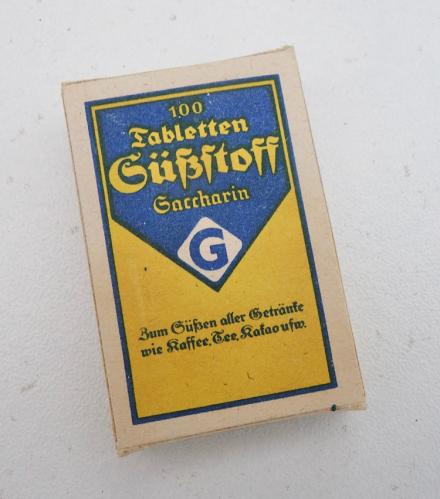 100
Tabletten
Süßſtoff
Saccharin
G
Zum Süßen aller Getränke
wie Kaffee, Tee, Kakao uſw.